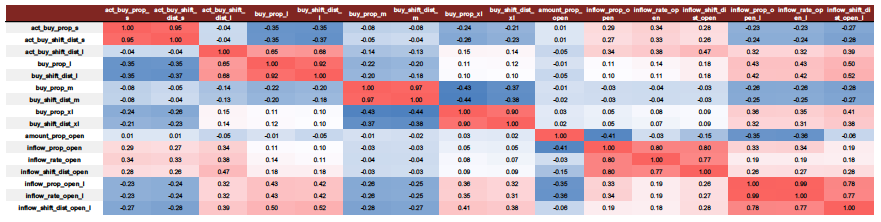 act_buy_prop_s act_buy_shift_dist_s act_buy_shift_dist_l buy_prop_l buy_shift_dist_l buy_prop_m buy_shift_dist_m buy_prop_xl buy_shift_dist_xl amount_prop_open inflow_prop_open inflow_rate_open inflow_shift_dist_open inflow_prop_open_l inflow_rate_open_l inflow_shift_dist_open_l
act_buy_prop_s 1.00 0.95 -0.04 -0.35 -0.35 -0.08 -0.08 -0.24 -0.21 0.01 0.29 0.34 0.28 -0.23 -0.23 -0.27
act_buy_shift_dist_s 0.95 1.00 -0.04 -0.35 -0.37 -0.05 -0.04 -0.26 -0.23 0.01 0.27 0.33 0.26 -0.24 -0.24 -0.28
act_buy_shift_dist_l -0.04 -0.04 1.00 0.65 0.68 -0.14 -0.13 0.15 0.14 -0.05 0.34 0.38 0.47 0.32 0.32 0.39
buy_prop_l -0.35 -0.35 0.65 1.00 0.92 -0.22 -0.20 0.11 0.12 -0.01 0.11 0.14 0.18 0.43 0.43 0.50
buy_shift_dist_l -0.35 -0.37 0.68 0.92 1.00 -0.20 -0.18 0.10 0.10 -0.05 0.10 0.11 0.18 0.42 0.42 0.52
buy_prop_m -0.08 -0.05 -0.14 -0.22 -0.20 1.00 0.97 -0.43 -0.37 -0.01 -0.03 -0.04 -0.03 -0.26 -0.26 -0.28
buy_shift_dist_m -0.08 -0.04 -0.13 -0.20 -0.18 0.97 1.00 -0.44 -0.38 -0.02 -0.03 -0.04 -0.03 -0.25 -0.25 -0.27
buy_prop_xl -0.24 -0.26 0.15 0.11 0.10 -0.43 -0.44 1.00 0.90 0.03 0.05 0.08 0.09 0.36 0.35 0.41
buy_shift_dist_xl -0.21 -0.23 0.14 0.12 0.10 -0.37 -0.38 0.90 1.00 0.02 0.05 0.07 0.09 0.32 0.31 0.38
amount_prop_open 0.01 0.01 -0.05 -0.01 -0.05 -0.01 -0.02 0.03 0.02 1.00 -0.41 -0.03 -0.15 -0.35 -0.36 -0.06
inflow_prop_open 0.29 0.27 0.34 0.11 0.10 -0.03 -0.03 0.05 0.05 -0.41 1.00 0.80 0.80 0.33 0.34 0.19
inflow_rate_open 0.34 0.33 0.38 0.14 0.11 -0.04 -0.04 0.08 0.07 -0.03 0.80 1.00 0.77 0.19 0.19 0.18
inflow_shift_dist_open 0.28 0.26 0.47 0.18 0.18 -0.03 -0.03 0.09 0.09 -0.15 0.80 0.77 1.00 0.26 0.27 0.28
inflow_prop_open_l -0.23 -0.24 0.32 0.43 0.42 -0.26 -0.25 0.36 0.32 -0.35 0.33 0.19 0.26 1.00 0.99 0.78
inflow_rate_open_l -0.23 -0.24 0.32 0.43 0.42 -0.26 -0.25 0.35 0.31 -0.36 0.34 0.19 0.27 0.99 1.00 0.77
inflow_shift_dist_open_l -0.27 -0.28 0.39 0.50 0.52 -0.28 -0.27 0.41 0.38 -0.06 0.19 0.18 0.28 0.78 0.77 1.00